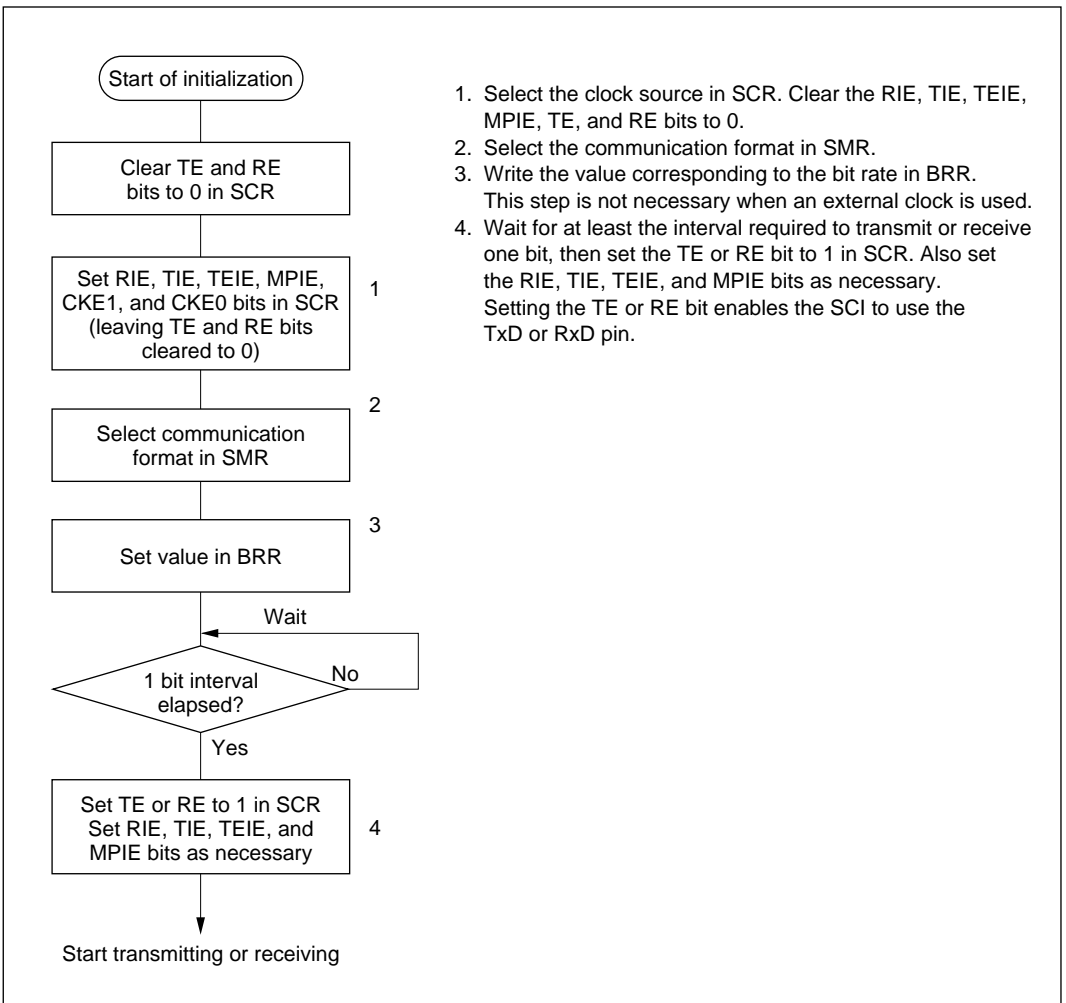 Start of initialization
Clear TE and RE
bits to 0 in SCR
Set RIE, TIE, TEIE, MPIE,
CKE1, and CKE0 bits in SCR
(leaving TE and RE bits
cleared to 0)
1
2
Select communication
format in SMR
3
Set value in BRR
Wait
1 bit interval
elapsed?
No
Yes
Set TE or RE to 1 in SCR
Set RIE, TIE, TEIE, and
MPIE bits as necessary
4
Start transmitting or receiving
1. Select the clock source in SCR. Clear the RIE, TIE, TEIE,
MPIE, TE, and RE bits to 0.
2. Select the communication format in SMR.
3. Write the value corresponding to the bit rate in BRR.
This step is not necessary when an external clock is used.
4. Wait for at least the interval required to transmit or receive
one bit, then set the TE or RE bit to 1 in SCR. Also set
the RIE, TIE, TEIE, and MPIE bits as necessary.
Setting the TE or RE bit enables the SCI to use the
TxD or RxD pin.